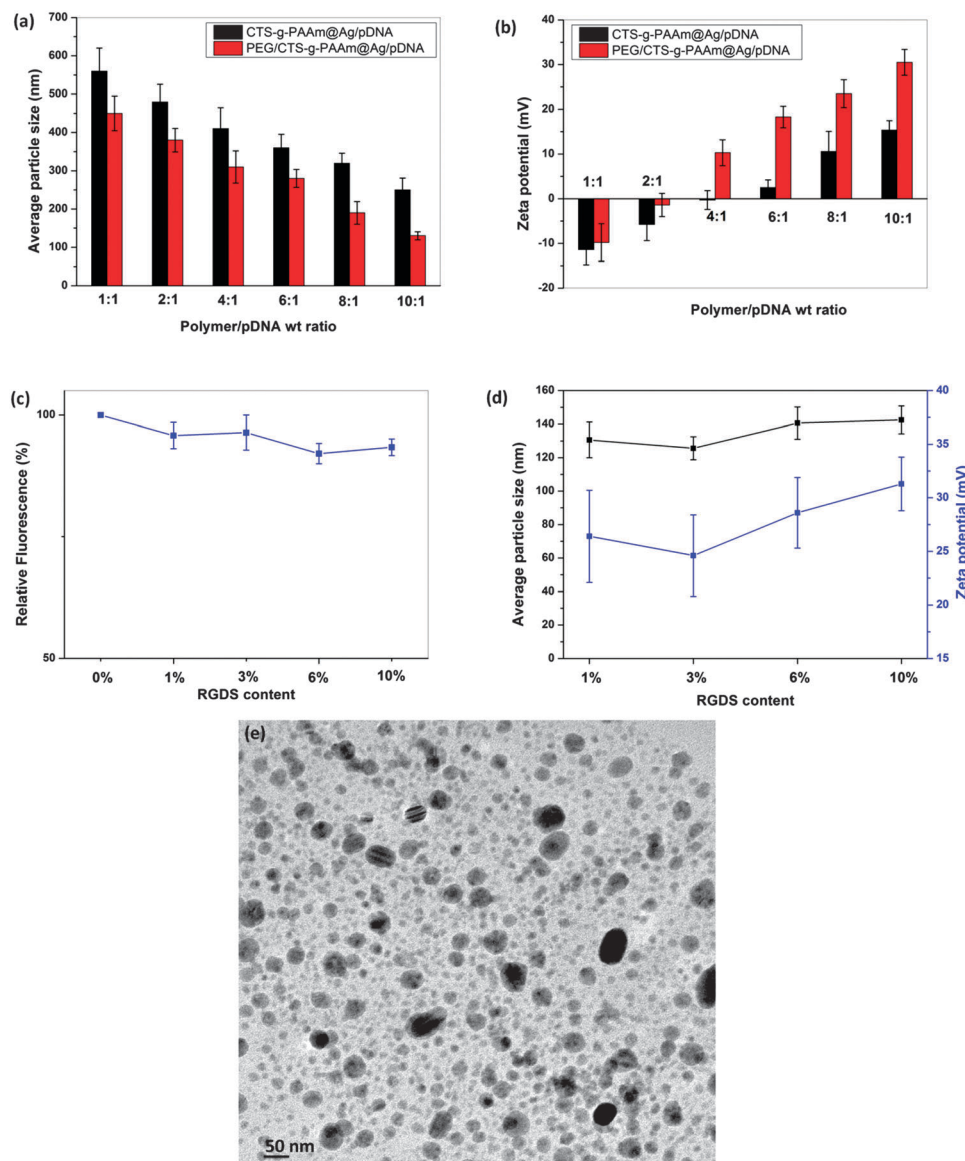 (a)
700
600
500
400
300
200
100
0
Average particle size (nm)
CTS-g-PAAm@Ag/pDNA
PEG/CTS-g-PAAm@Ag/pDNA
1:1 2:1 4:1 6:1 8:1 10:1
Polymer/pDNA wt ratio
(b)
40
30
20
10
0
-10
-20
Zeta potential (mV)
CTS-g-PAAm@Ag/pDNA
PEG/CTS-g-PAAm@Ag/pDNA
1:1 2:1
4:1 6:1 8:1 10:1
Polymer/pDNA wt ratio
(c)
100
50
Relative Fluorescence (%)
0% 1% 3% 6% 10%
RGDS content
(d)
160
140
120
100
80
60
40
20
0
Average particle size (nm)
40
35
30
25
20
15
Zeta potential (mV)
1% 3% 6% 10%
RGDS content
(e)
50 nm